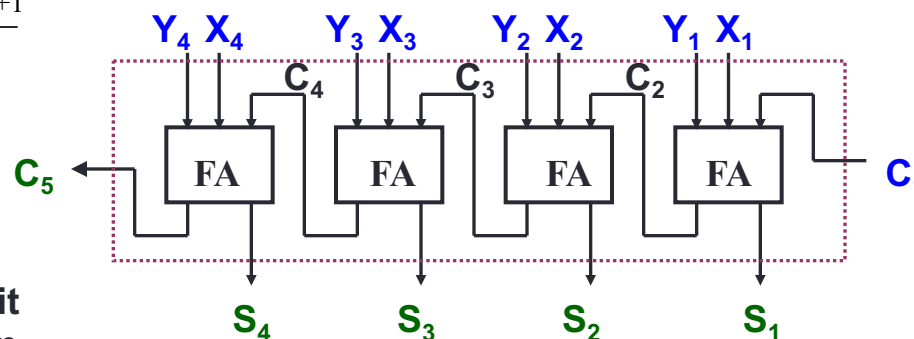 +1
Y4 X4 Y3 X3 Y2 X2 Y1 X1
C4 C3 C2
C5 FA FA FA FA C
S4 S3 S2 S1
it